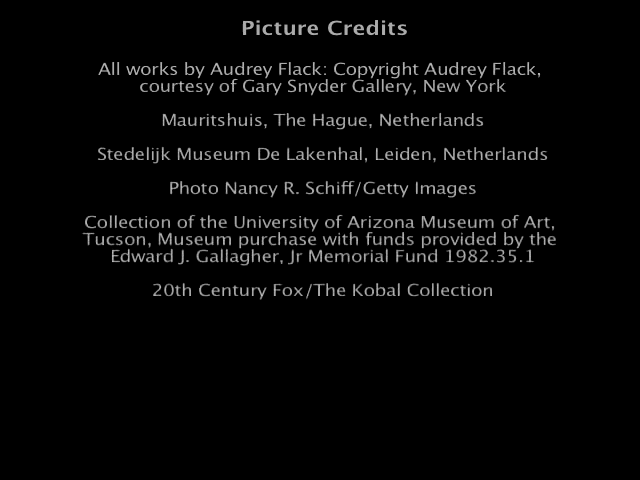 Picture Credits
All works by Audrey Flack: Copyright Audrey Flack,
courtesy of Gary Snyder Gallery, New York
Mauritshuis, The Hague, Netherlands
Stedelijk Museum De Lakenhal, Leiden, Netherlands
Photo Nancy R. Schiff/Getty Images
Collection of the University of Arizona Museum of Art,
Tucson, Museum purchase with funds provided by the
Edward J. Gallagher, Jr Memorial Fund 1982.35.1
20th Century Fox/The Kobal Collection